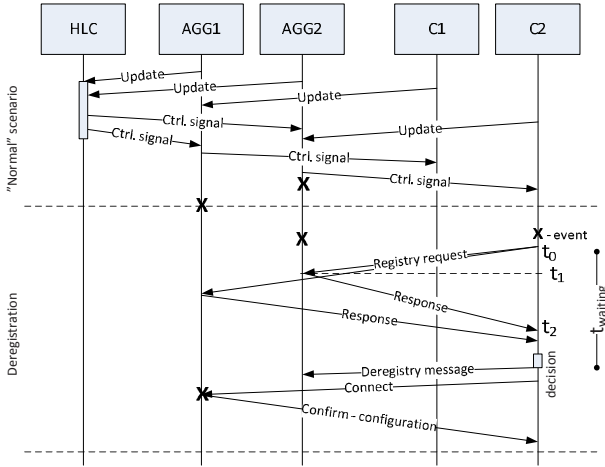 HLC
AGG1
AGG2
C1
C2
"Normal" scenario
Update
Update
Update
Ctrl. signal
Update
Ctrl. signal
Ctrl. signal
Ctrl. signal
X
X
X
X - event
Deregistration
Registry request
t0
t1
Response
Response
t2
twaiting
decision
Deregistry message
Connect
X
Confirm - configuration